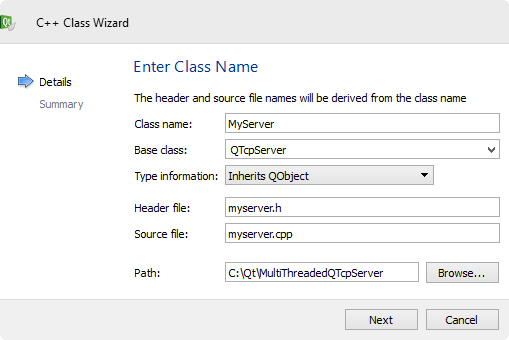 Qt
C++ Class Wizard
Details
Summary
Enter Class Name
The header and source file names will be derived from the class name
Class name: MyServer
Base class: QTcpServer
Type information: Inherits QObject
Header file: myserver.h
Source file: myserver.cpp
Path: C:\Qt\MultiThreadedQTcpServer Browse...
Next Cancel